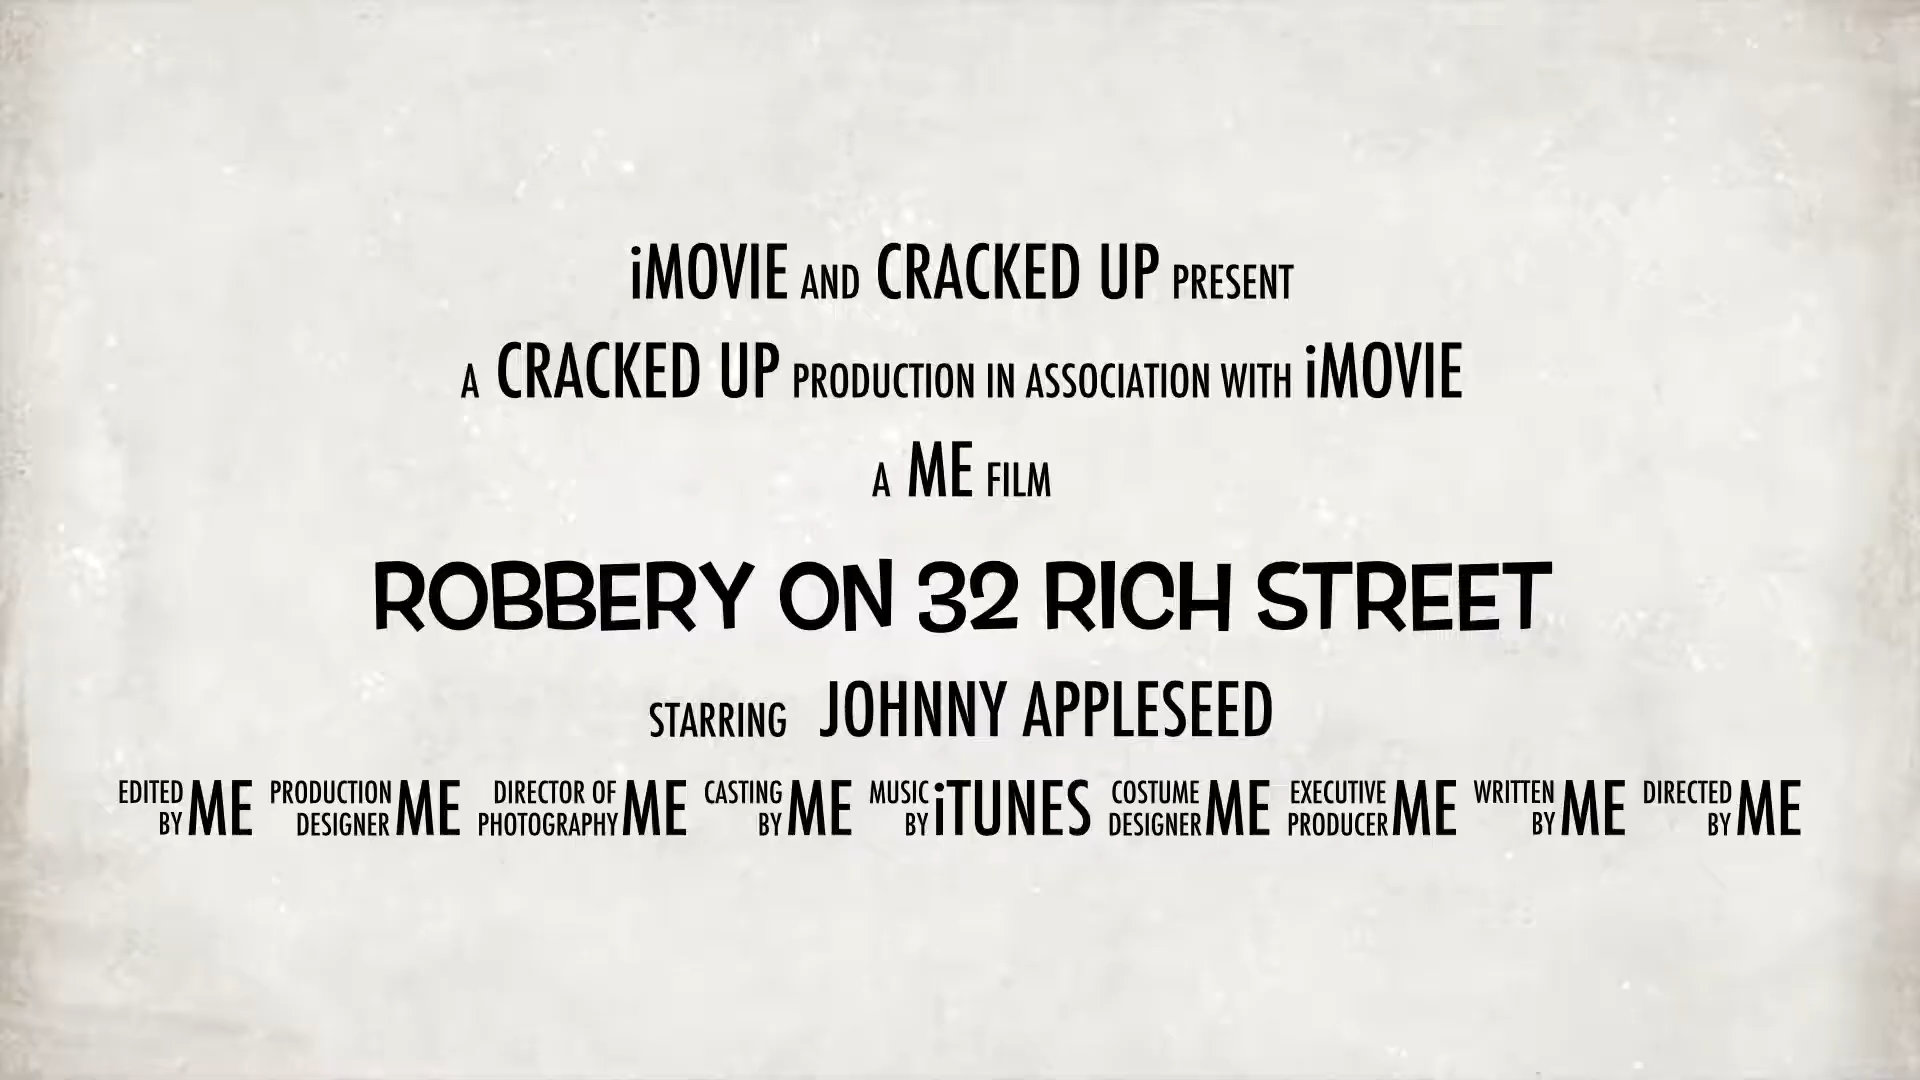 iMOVIE AND CRACKED UP PRESENT
A CRACKED UP PRODUCTION IN ASSOCIATION WITH iMOVIE
A ME FILM
ROBBERY ON 32 RICH STREET
STARRING JOHNNY APPLESEED
EDITED BY ME PRODUCTION DESIGNER ME DIRECTOR OF PHOTOGRAPHY ME CASTING BY ME MUSIC BY iTUNES COSTUME DESIGNER ME EXECUTIVE PRODUCER ME WRITTEN BY ME DIRECTED BY ME